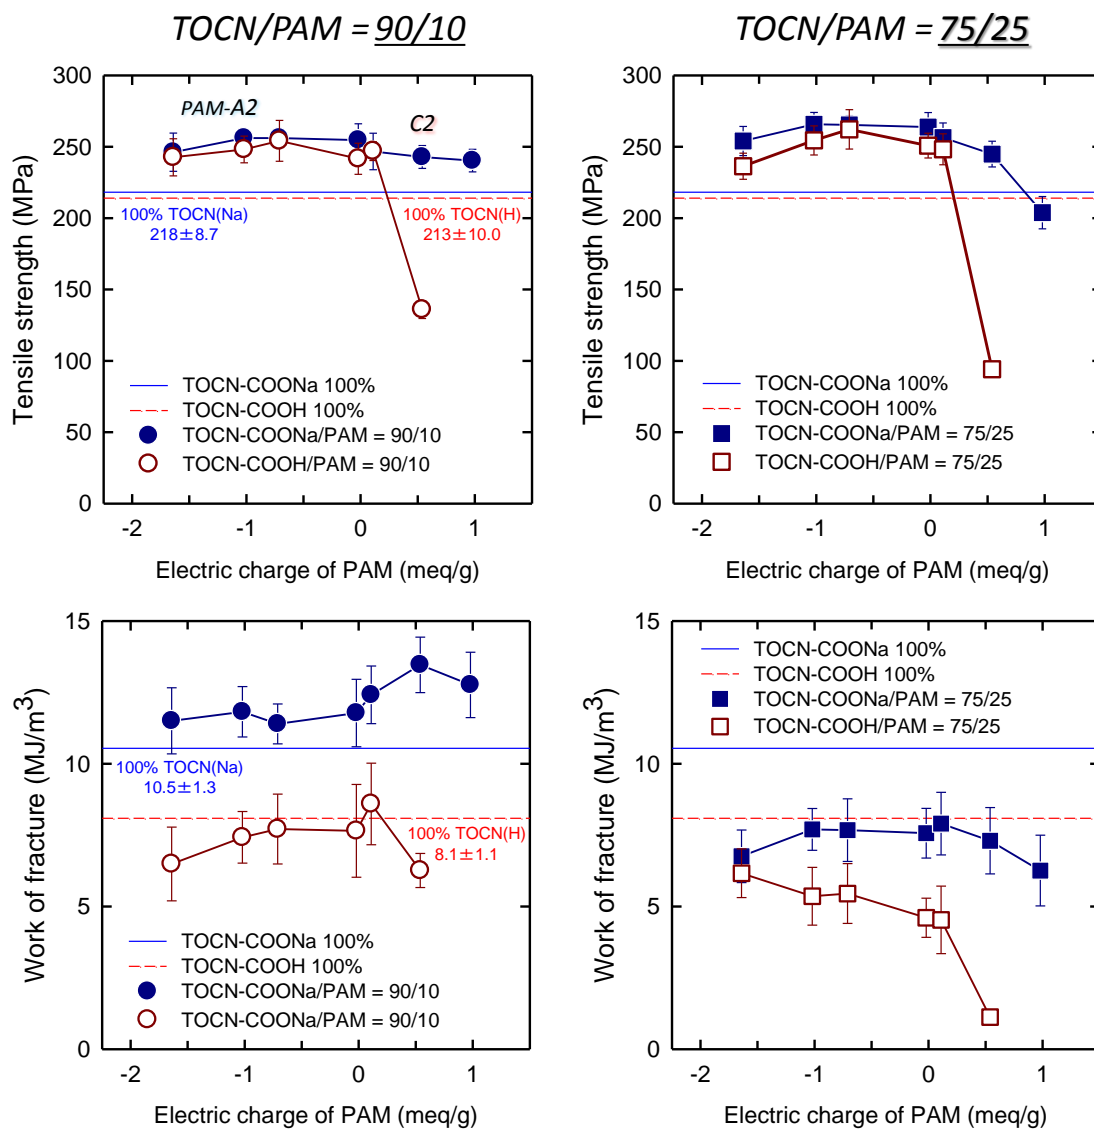 TOCN/PAM = 90/10
TOCN/PAM = 75/25
300
250
200
150
100
50
0
Tensile strength (MPa)
PAM-A2
C2
100% TOCN(Na)
218±8.7
100% TOCN(H)
213±10.0
TOCN-COONa 100%
TOCN-COOH 100%
TOCN-COONa/PAM = 90/10
TOCN-COOH/PAM = 90/10
-2
-1
0
1
Electric charge of PAM (meq/g)
300
250
200
150
100
50
0
Tensile strength (MPa)
TOCN-COONa 100%
TOCN-COOH 100%
TOCN-COONa/PAM = 75/25
TOCN-COOH/PAM = 75/25
-2
-1
0
1
Electric charge of PAM (meq/g)
15
10
5
0
Work of fracture (MJ/m3)
100% TOCN(Na)
10.5±1.3
100% TOCN(H)
8.1±1.1
TOCN-COONa 100%
TOCN-COOH 100%
TOCN-COONa/PAM = 90/10
TOCN-COONa/PAM = 90/10
-2
-1
0
1
Electric charge of PAM (meq/g)
15
10
5
0
Work of fracture (MJ/m3)
TOCN-COONa 100%
TOCN-COOH 100%
TOCN-COONa/PAM = 75/25
TOCN-COOH/PAM = 75/25
-2
-1
0
1
Electric charge of PAM (meq/g)